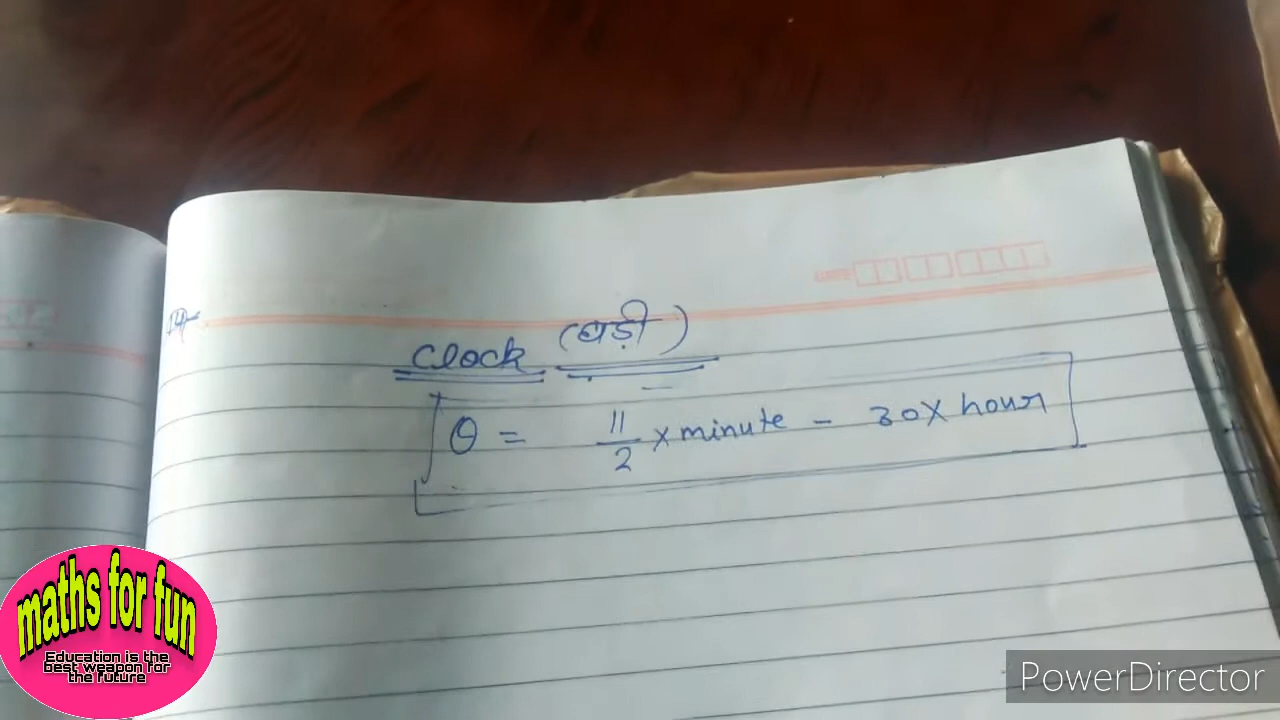 Clock (घड़ी)
θ = 11/2 × minute - 30 × hour
DATE
maths for fun
Education is the
best weapon for
the future
PowerDirector